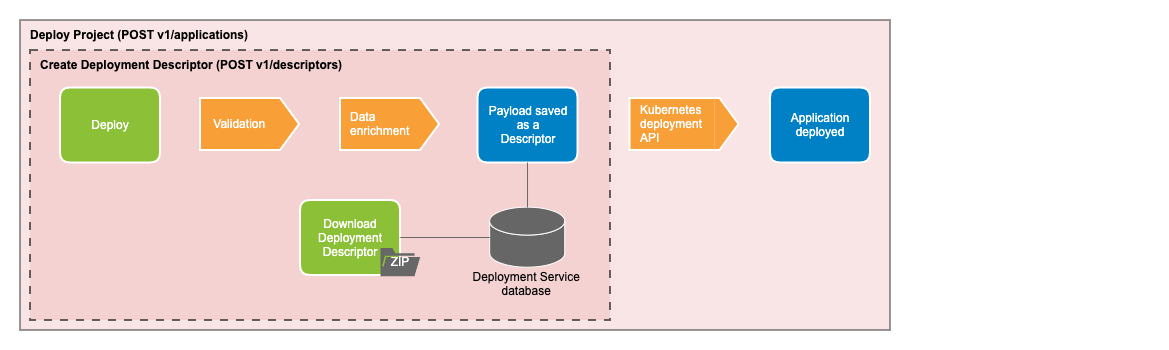 Deploy Project (POST v1/applications)
Create Deployment Descriptor (POST v1/descriptors)
Deploy
Validation
Data
enrichment
Payload saved
as a
Descriptor
Kubernetes
deployment
API
Application
deployed
Download
Deployment
Descriptor
ZIP
Deployment Service
database